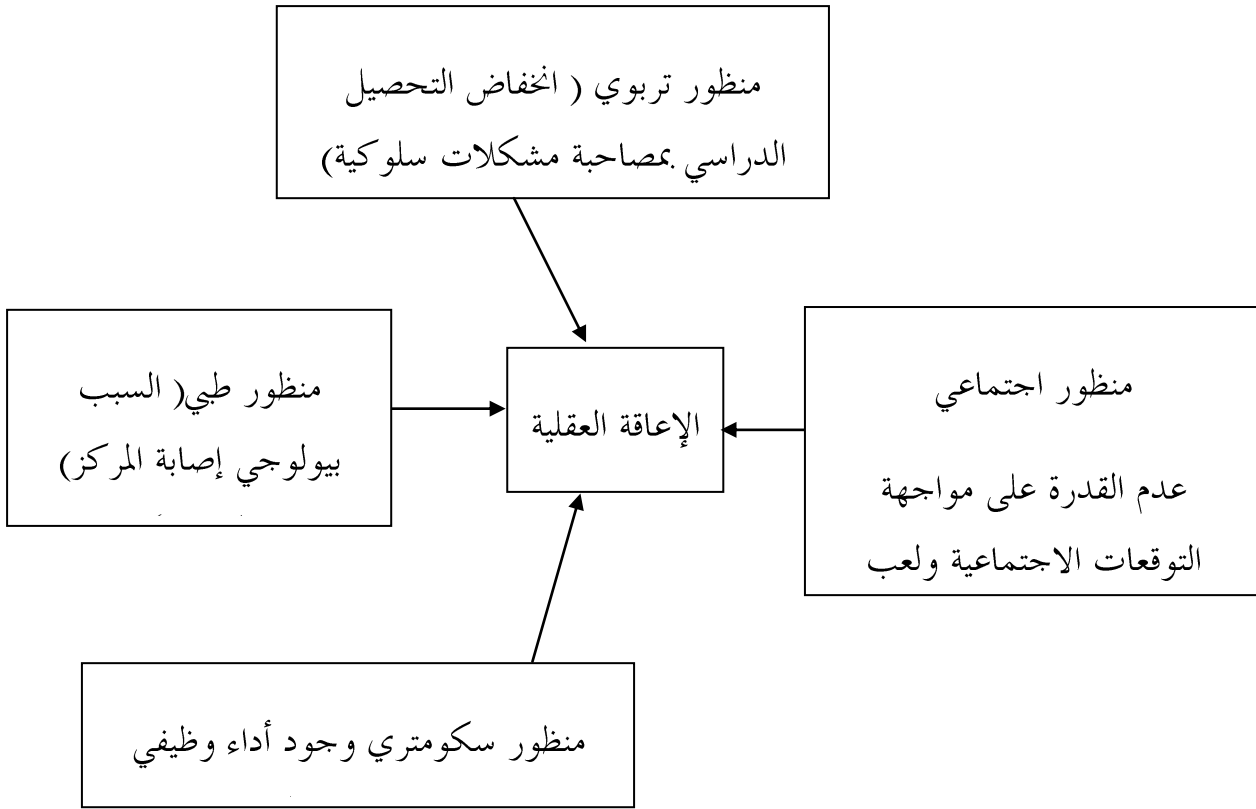 منظور تربوي ( انخفاض التحصيل
الدراسي بمصاحبة مشكلات سلوكية)
منظور اجتماعي
عدم القدرة على مواجهة
التوقعات الاجتماعية ولعب
الإعاقة العقلية
منظور طبي( السبب
بيولوجي إصابة المركز)
منظور سكومتري وجود أداء وظيفي